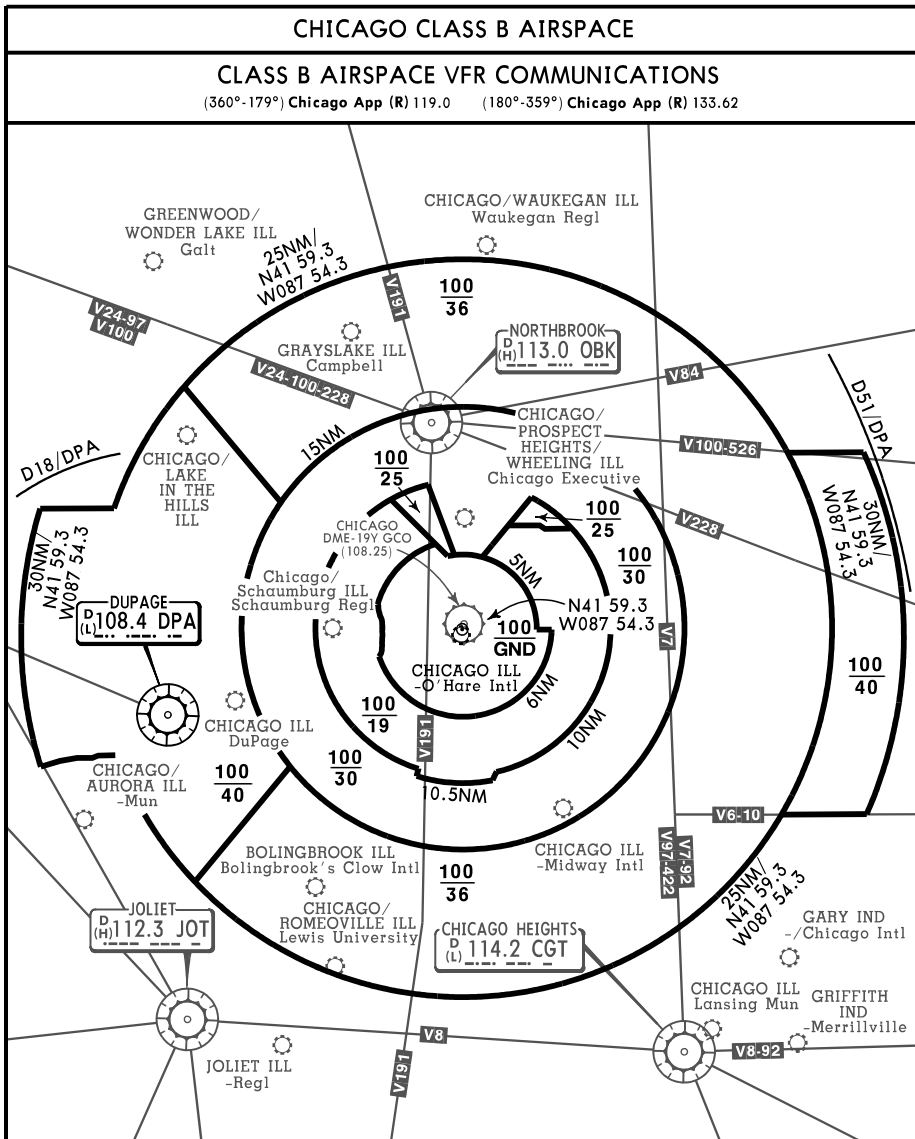 CHICAGO CLASS B AIRSPACE
CLASS B AIRSPACE VFR COMMUNICATIONS
(360°-179°) Chicago App (R) 119.0 (180°-359°) Chicago App (R) 133.62
CHICAGO/WAUKEGAN ILL
Waukegan Regl
GREENWOOD/
WONDER LAKE ILL
Galt
25NM/
N41 59.3
W087 54.3
V191
100
36
V24-97
V100
NORTHBROOK
D
(H)
113.0 OBK
GRAYSLAKE ILL
Campbell
V24-100-228
V84
D51/DPA
CHICAGO/
PROSPECT
HEIGHTS/
WHEELING ILL
Chicago Executive
15NM
V100-526
D18/DPA
CHICAGO/
LAKE
IN THE
HILLS
ILL
100
25
30NM/
N41 59.3
W087 54.3
100
25
V228
CHICAGO
DME-19Y GCO
(108.25)
30NM/
N41 59.3
W087 54.3
100
30
5NM
Chicago/
Schaumburg ILL
Schaumburg Regl
DUPAGE
D
(L)
108.4 DPA
N41 59.3
W087 54.3
100
GND
V7
CHICAGO ILL
-O'Hare Intl
100
40
6NM
CHICAGO ILL
DuPage
100
19
V191
10NM
CHICAGO/
AURORA ILL
-Mun
100
40
100
30
10.5NM
V6-10
BOLINGBROOK ILL
Bolingbrook's Clow Intl
100
36
CHICAGO ILL
-Midway Intl
V97-422
V7-92
25NM/
N41 59.3
W087 54.3
JOLIET
D
(H)
112.3 JOT
CHICAGO/
ROMEOVILLE ILL
Lewis University
CHICAGO HEIGHTS
D
(L)
114.2 CGT
GARY IND
-/Chicago Intl
CHICAGO ILL
Lansing Mun
GRIFFITH
IND
-Merrillville
V8
V8-92
JOLIET ILL
-Regl
V191